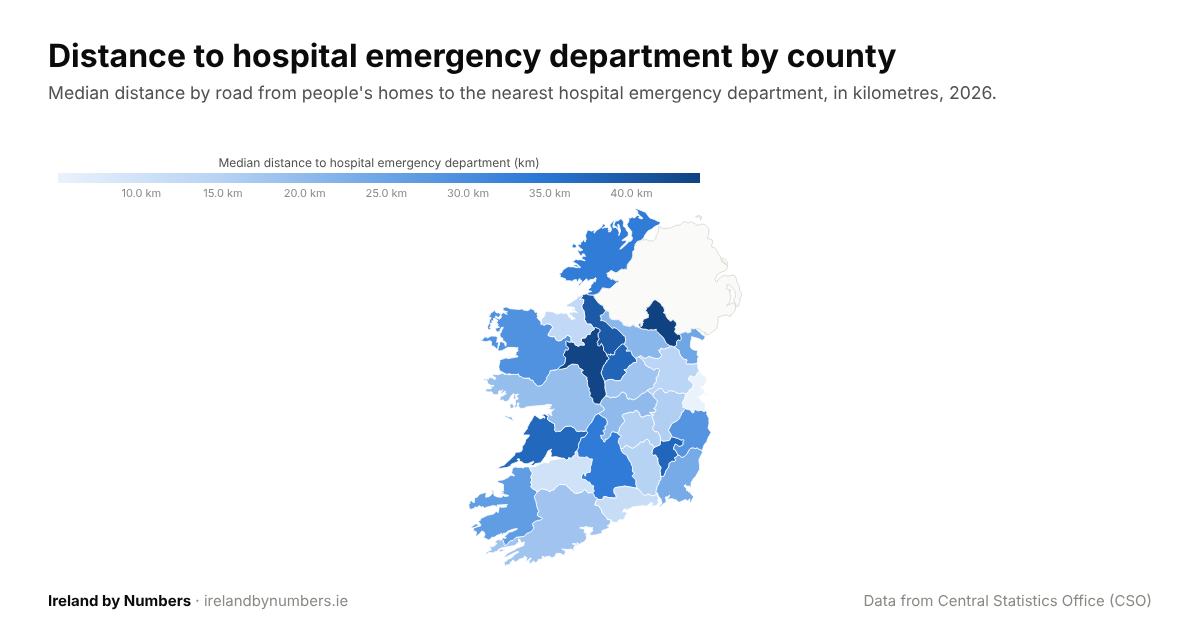 Distance to hospital emergency department by county
Median distance by road from people's homes to the nearest hospital emergency department, in kilometres, 2026.
Median distance to hospital emergency department (km)
10.0 km 15.0 km 20.0 km 25.0 km 30.0 km 35.0 km 40.0 km
Ireland by Numbers · irelandbynumbers.ie
Data from Central Statistics Office (CSO)